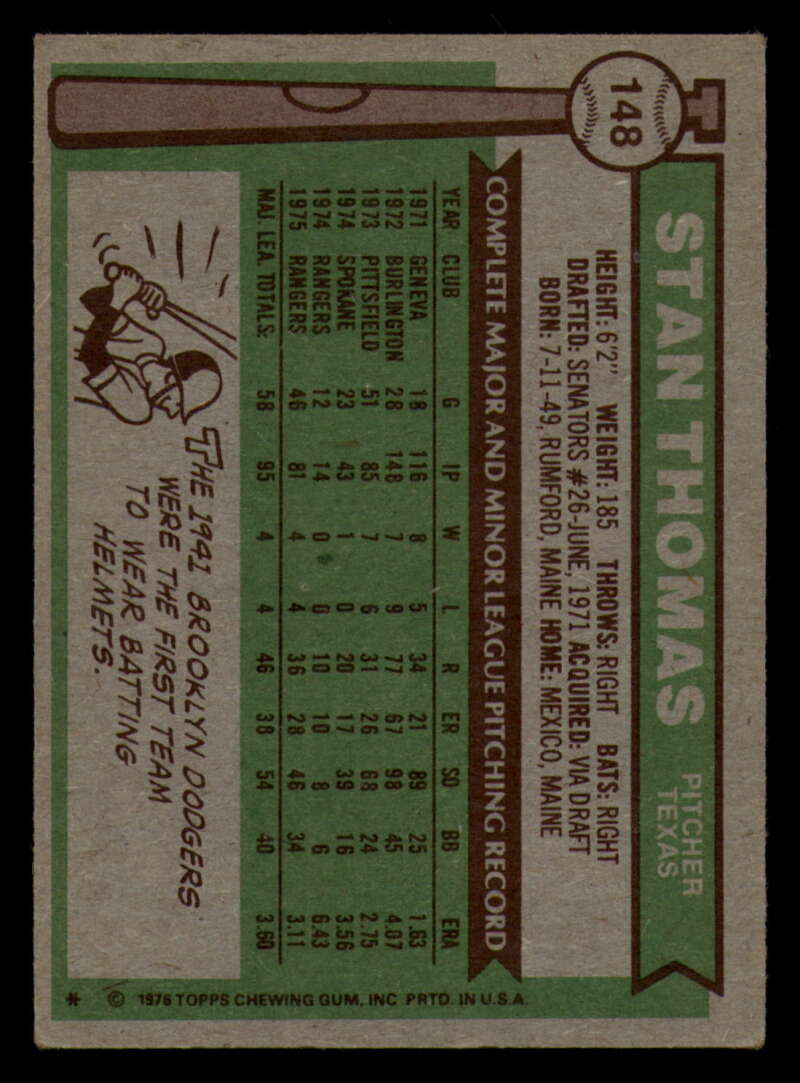 148
STAN THOMAS
PITCHER
TEXAS
HEIGHT: 6'2" WEIGHT: 185 THROWS: RIGHT BATS: RIGHT
DRAFTED: SENATORS #26-JUNE, 1971 ACQUIRED: VIA DRAFT
BORN: 7-11-49, RUMFORD, MAINE HOME: MEXICO, MAINE
COMPLETE MAJOR AND MINOR LEAGUE PITCHING RECORD
YEAR CLUB G IP W L R ER SO BB ERA
1971 GENEVA 18 116 8 5 34 21 89 25 1.63
1972 BURLINGTON 28 148 7 9 77 67 98 45 4.07
1973 PITTSFIELD 51 85 7 6 31 26 68 24 2.75
1974 SPOKANE 23 43 1 0 20 17 39 16 3.56
1974 RANGERS 12 14 0 0 10 10 8 6 6.43
1975 RANGERS 46 81 4 4 36 28 46 34 3.11
MAJ. LEA. TOTALS: 58 95 4 4 46 38 54 40 3.60
THE 1941 BROOKLYN DODGERS
WERE THE FIRST TEAM
TO WEAR BATTING
HELMETS.
* © 1976 TOPPS CHEWING GUM, INC. PRTD. IN U.S.A.